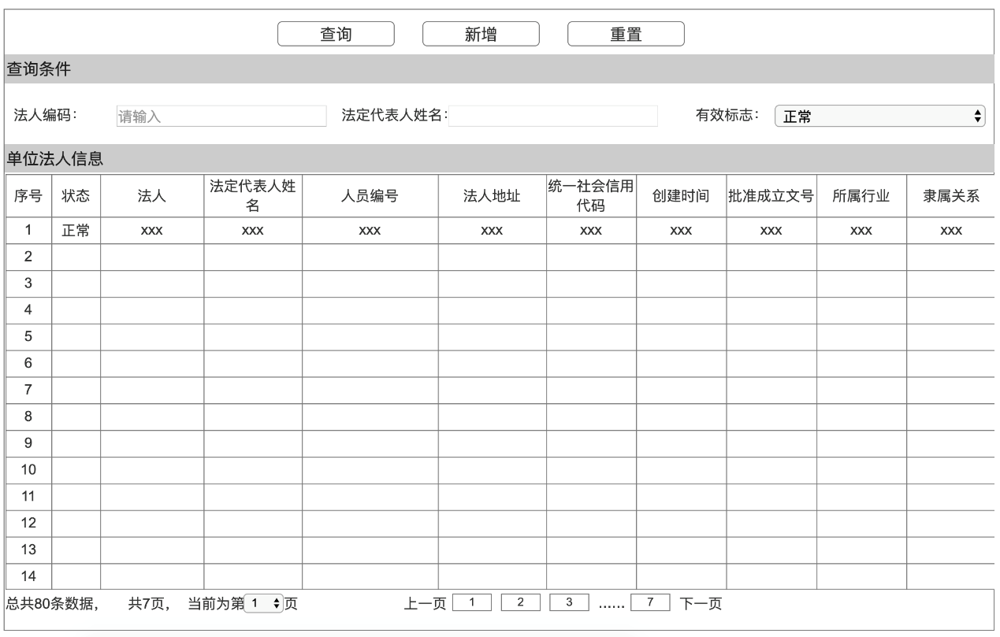 查询 新增 重置
查询条件
法人编码： 请输入 法定代表人姓名： 有效标志： 正常
单位法人信息
序号 状态 法人 法定代表人姓名 人员编号 法人地址 统一社会信用代码 创建时间 批准成立文号 所属行业 隶属关系
1 正常 xxx xxx xxx xxx xxx xxx xxx xxx xxx
2
3
4
5
6
7
8
9
10
11
12
13
14
总共80条数据， 共7页， 当前为第 1 页 上一页 1 2 3 ...... 7 下一页